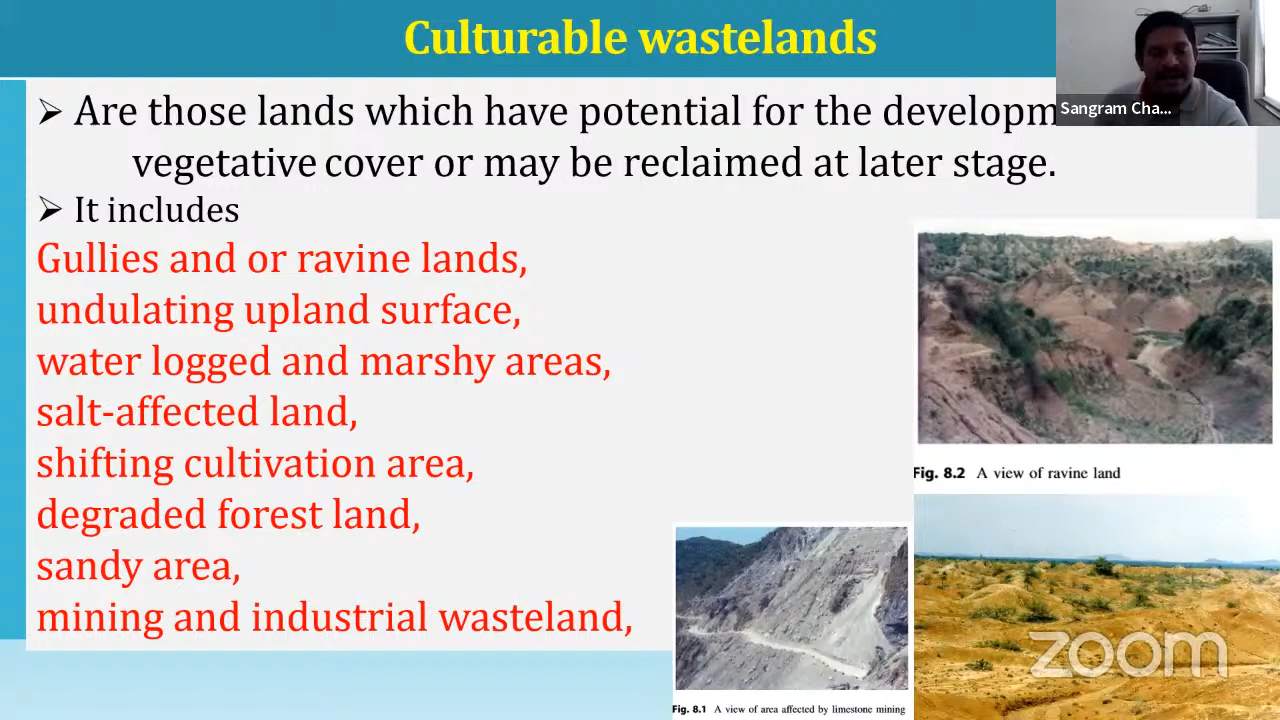 Culturable wastelands
Sangram Cha...
➢ Are those lands which have potential for the developm
vegetative cover or may be reclaimed at later stage.
➢ It includes
Gullies and or ravine lands,
undulating upland surface,
water logged and marshy areas,
salt-affected land,
shifting cultivation area,
degraded forest land,
sandy area,
mining and industrial wasteland,
Fig. 8.2 A view of ravine land
Fig. 8.1 A view of area affected by limestone mining
zoom